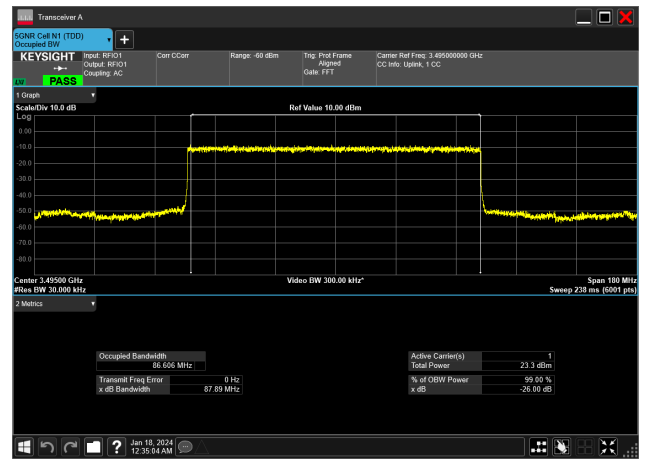 Transceiver A
5GNR Cell N1 (TDD)
Occupied BW
KEYSIGHT
LXI
PASS
Input: RFIO1
Output: RFIO1
Coupling: AC
Corr CCorr
Range: -60 dBm
Trig: Prot Frame
Aligned
Gate: FFT
Carrier Ref Freq: 3.495000000 GHz
CC Info: Uplink, 1 CC
1 Graph
Scale/Div 10.0 dB
Ref Value 10.00 dBm
Log
0.00
-10.0
-20.0
-30.0
-40.0
-50.0
-60.0
-70.0
-80.0
Center 3.49500 GHz
Video BW 300.00 kHz*
Span 180 MHz
#Res BW 30.000 kHz
Sweep 238 ms (6001 pts)
2 Metrics
Occupied Bandwidth
86.606 MHz
Transmit Freq Error 0 Hz
x dB Bandwidth 87.89 MHz
Active Carrier(s) 1
Total Power 23.3 dBm
% of OBW Power 99.00 %
x dB -26.00 dB
Jan 18, 2024
12:35:04 AM